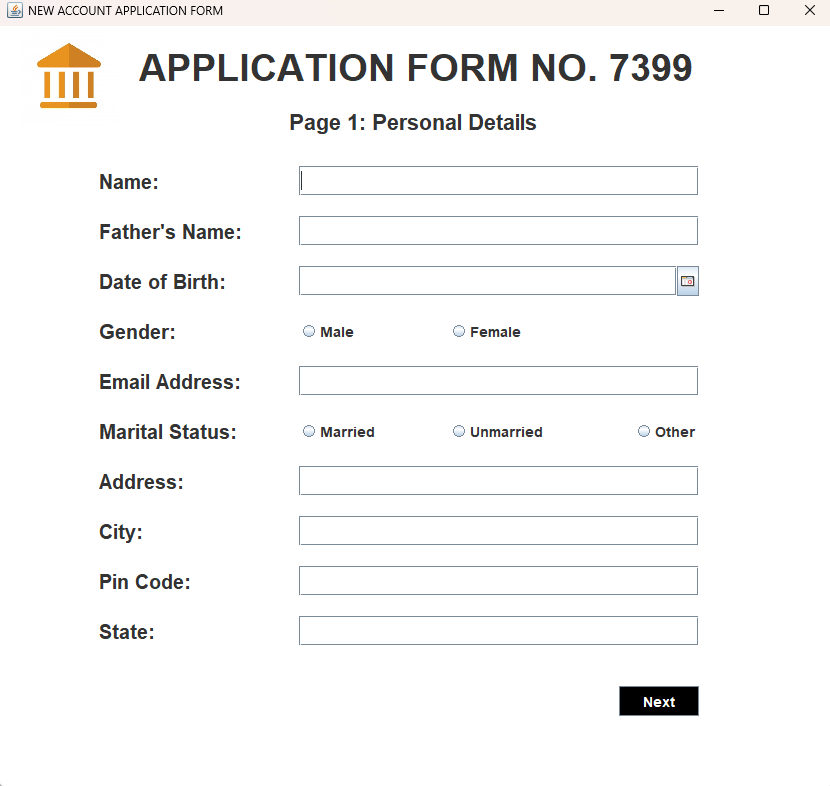 NEW ACCOUNT APPLICATION FORM
APPLICATION FORM NO. 7399
Page 1: Personal Details
Name:
Father's Name:
Date of Birth:
Gender: Male Female
Email Address:
Marital Status: Married Unmarried Other
Address:
City:
Pin Code:
State:
Next